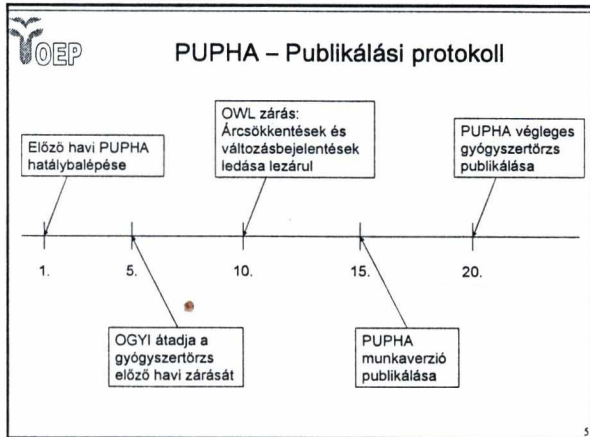 OEP
PUPHA – Publikálási protokoll
Előző havi PUPHA
hatálybalépése
OWL zárás:
Árcsökkentések és
változásbejelentések
ledása lezárul
PUPHA végleges
gyógyszertörzs
publikálása
1.
5.
10.
15.
20.
OGYI átadja a
gyógyszertörzs
előző havi zárását
PUPHA
munkaverzió
publikálása
5